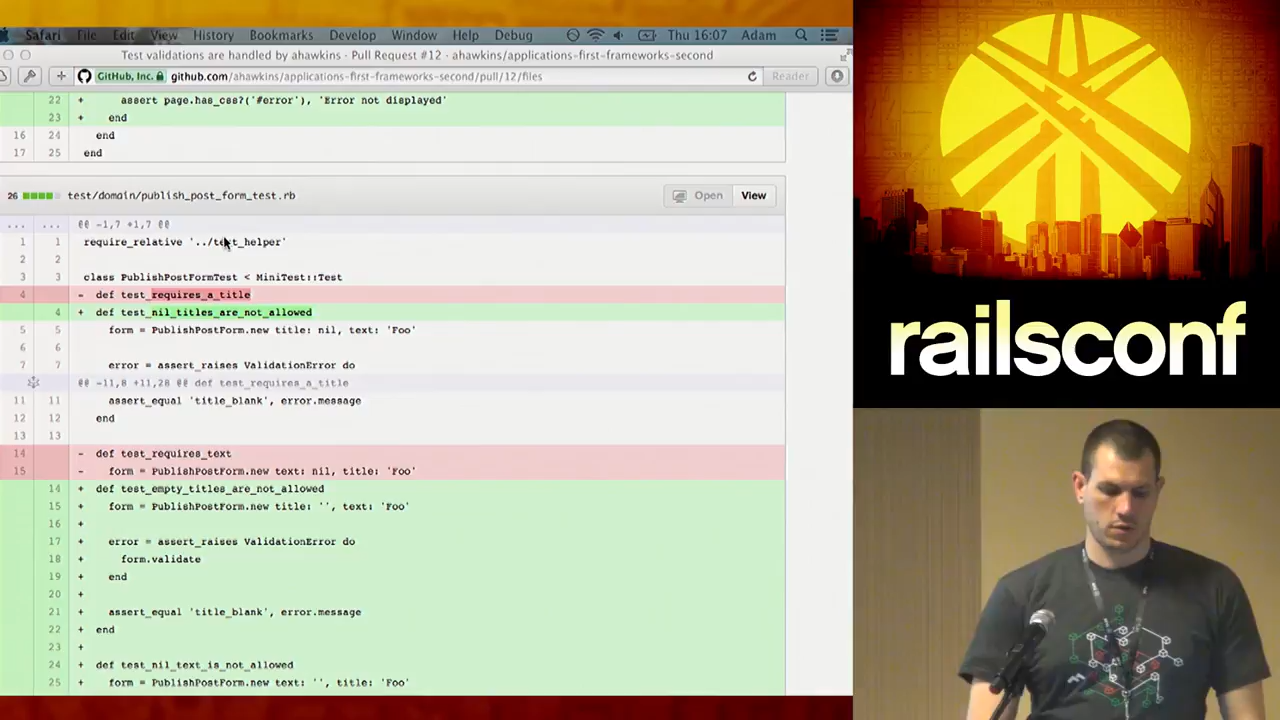 Safari File Edit View History Bookmarks Develop Window Help Debug Thu 16:07 Adam
Test validations are handled by ahawkins · Pull Request #12 · ahawkins/applications-first-frameworks-second
GitHub, Inc. github.com/ahawkins/applications-first-frameworks-second/pull/12/files Reader
22 + assert page.has_css?('#error'), 'Error not displayed'
23 + end
16 24 end
17 25 end
26 test/domain/publish_post_form_test.rb Open View
... ... @@ -1,7 +1,7 @@
1 1 require_relative '../test_helper'
2 2
3 3 class PublishPostFormTest < MiniTest::Test
4 - def test_requires_a_title
4 + def test_nil_titles_are_not_allowed
5 5 form = PublishPostForm.new title: nil, text: 'Foo'
6 6
7 7 error = assert_raises ValidationError do
@@ -11,8 +11,28 @@ def test_requires_a_title
11 11 assert_equal 'title_blank', error.message
12 12 end
13 13
14 - def test_requires_text
15 - form = PublishPostForm.new text: nil, title: 'Foo'
14 + def test_empty_titles_are_not_allowed
15 + form = PublishPostForm.new title: '', text: 'Foo'
16 +
17 + error = assert_raises ValidationError do
18 + form.validate
19 + end
20 +
21 + assert_equal 'title_blank', error.message
22 + end
23 +
24 + def test_nil_text_is_not_allowed
25 + form = PublishPostForm.new text: '', title: 'Foo'
railsconf